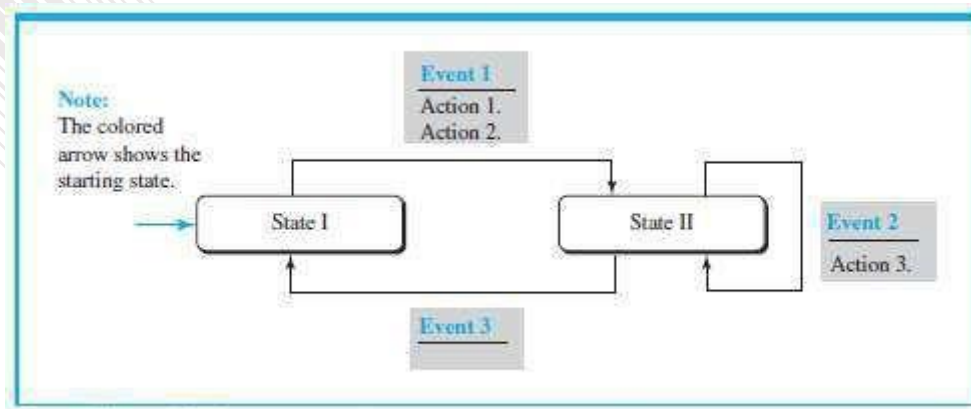 Note:
The colored
arrow shows the
starting state.
Event 1
Action 1.
Action 2.
State I
State II
Event 2
Action 3.
Event 3